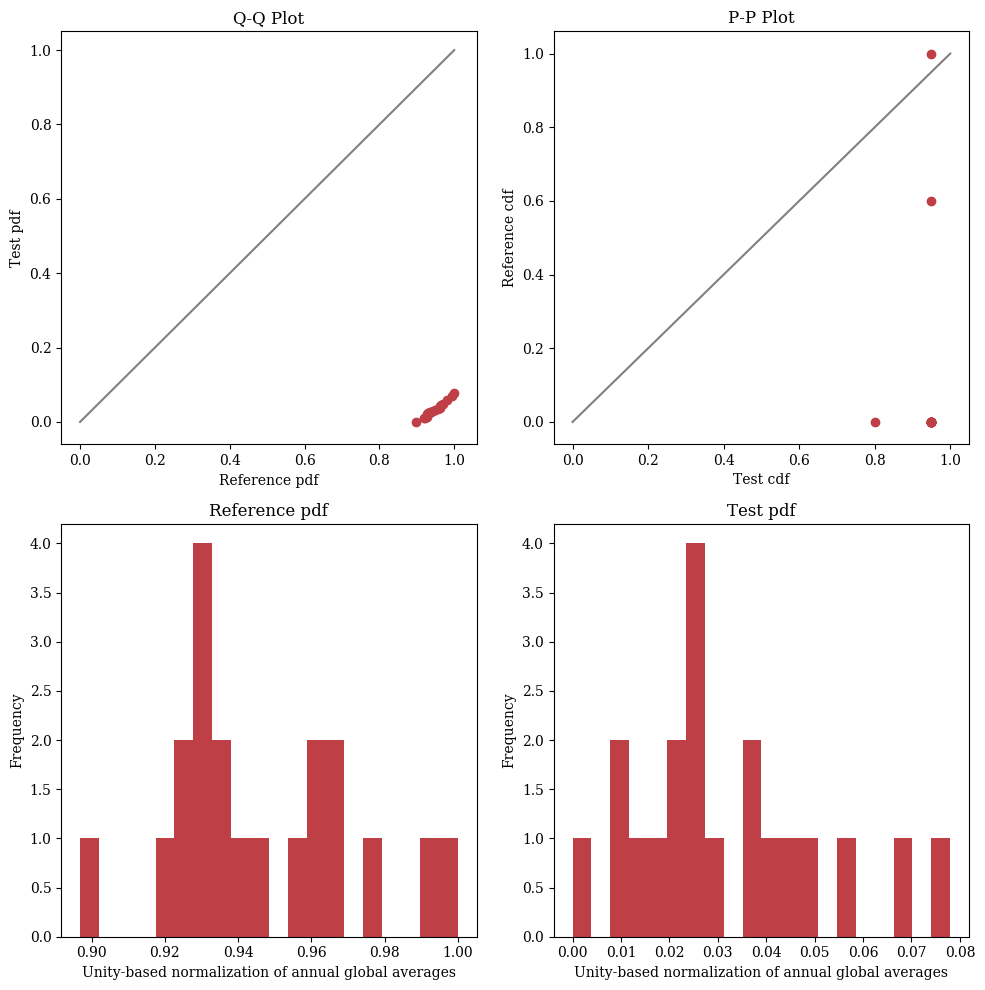 Q-Q Plot
Test pdf
1.0
0.8
0.6
0.4
0.2
0.0
0.0 0.2 0.4 0.6 0.8 1.0
Reference pdf
P-P Plot
Reference cdf
1.0
0.8
0.6
0.4
0.2
0.0
0.0 0.2 0.4 0.6 0.8 1.0
Test cdf
Reference pdf
Frequency
4.0
3.5
3.0
2.5
2.0
1.5
1.0
0.5
0.0
0.90 0.92 0.94 0.96 0.98 1.00
Unity-based normalization of annual global averages
Test pdf
Frequency
4.0
3.5
3.0
2.5
2.0
1.5
1.0
0.5
0.0
0.00 0.01 0.02 0.03 0.04 0.05 0.06 0.07 0.08
Unity-based normalization of annual global averages